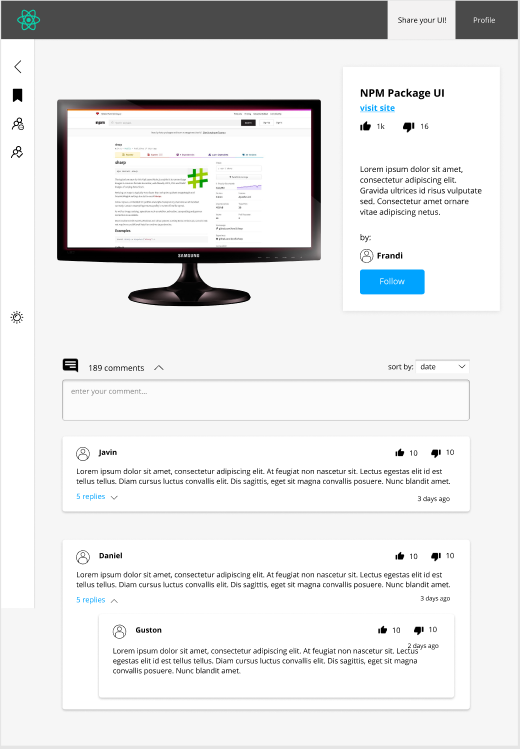 Share your UI!
Profile
NPM Package UI
visit site
1k
16
Lorem ipsum dolor sit amet,
consectetur adipiscing elit.
Gravida ultrices id risus vulputate
sed. Consectetur amet ornare
vitae adipiscing netus.
by:
Frandi
Follow
npm
sharp
Examples
SAMSUNG
189 comments
sort by:
date
enter your comment...
Javin
10
10
Lorem ipsum dolor sit amet, consectetur adipiscing elit. At feugiat non nascetur sit. Lectus egestas elit id est
tellus tellus. Diam cursus luctus convallis elit. Dis sagittis, eget sit magna convallis posuere. Nunc blandit amet.
5 replies
3 days ago
Daniel
10
10
Lorem ipsum dolor sit amet, consectetur adipiscing elit. At feugiat non nascetur sit. Lectus egestas elit id est
tellus tellus. Diam cursus luctus convallis elit. Dis sagittis, eget sit magna convallis posuere. Nunc blandit amet.
5 replies
3 days ago
Guston
10
10
2 days ago
Lorem ipsum dolor sit amet, consectetur adipiscing elit. At feugiat non nascetur sit. Lectus
egestas elit id est tellus tellus. Diam cursus luctus convallis elit. Dis sagittis, eget sit magna
convallis posuere. Nunc blandit amet.